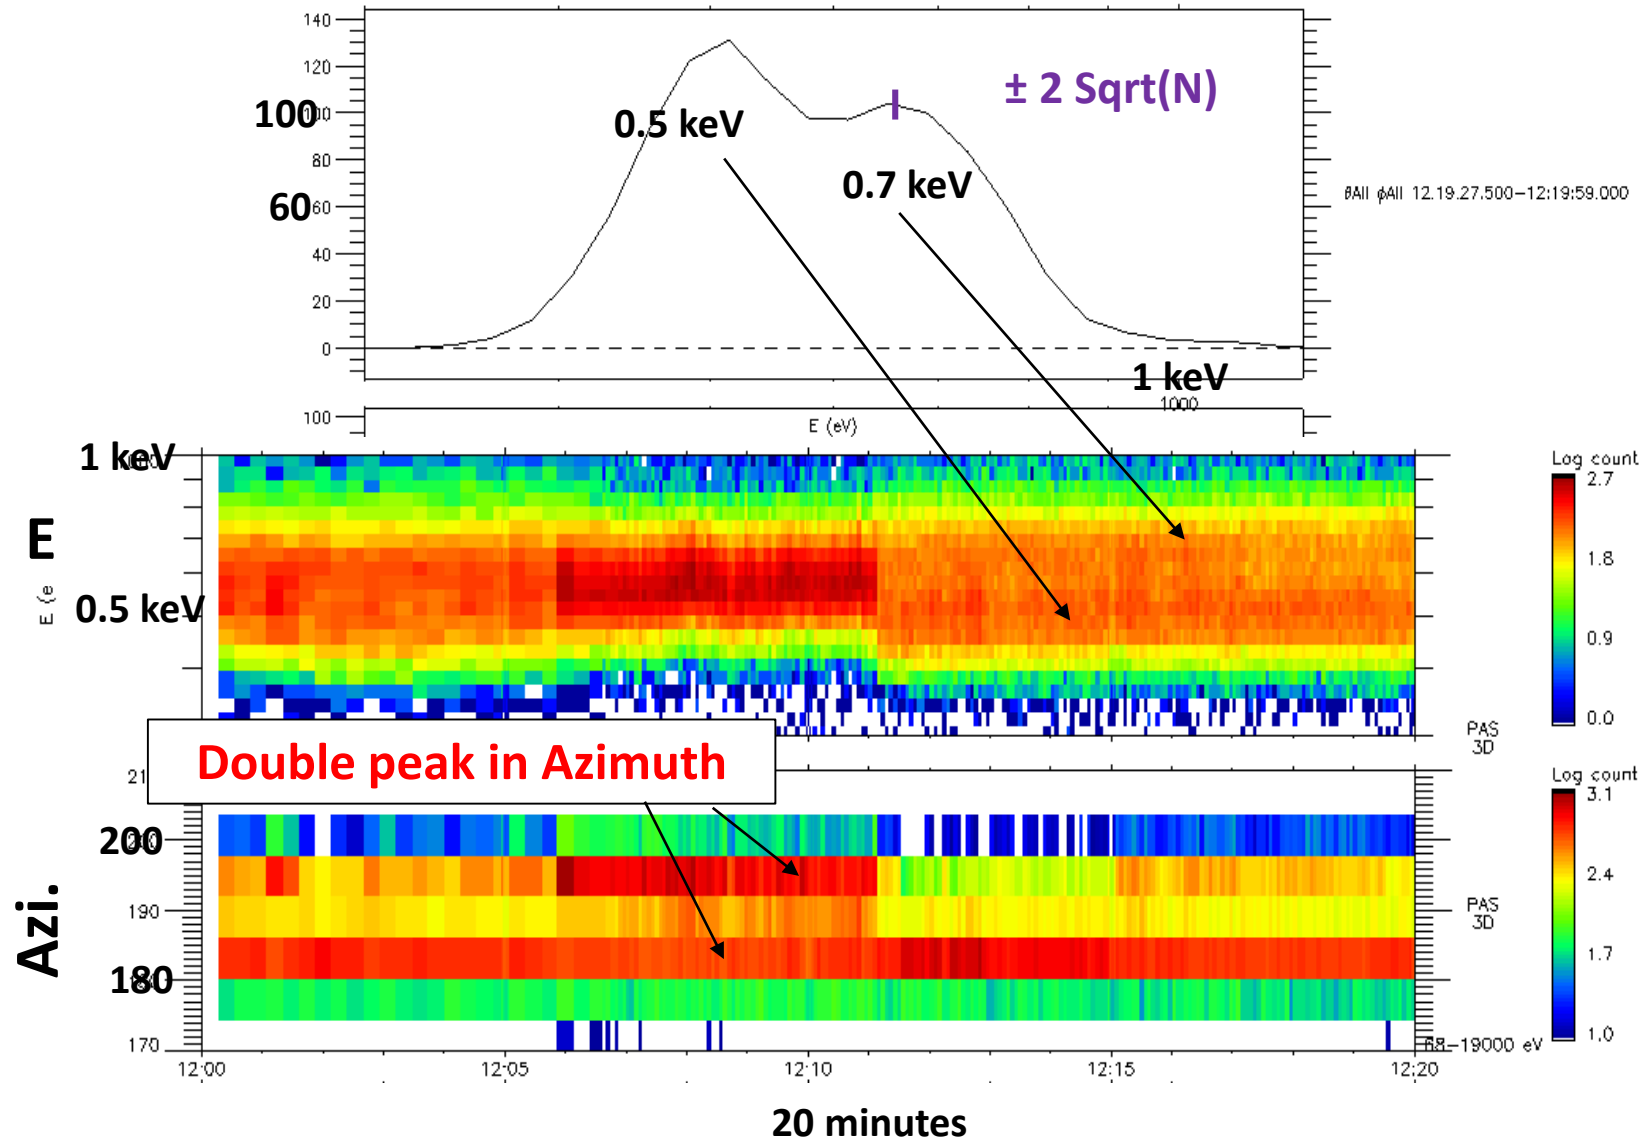 140
120
± 2 Sqrt(N)
100
0.5 keV
80
0.7 keV
θAll φAll 12.19.27.500-12:19:59.000
60
60
40
20
0
1 keV
1000
100
E (eV)
1 keV
Log count
2.7
E
1.8
E (e
0.5 keV
0.9
0.0
PAS
3D
Double peak in Azimuth
21
Log count
3.1
200
2.4
Azi.
190
PAS
3D
1.7
180
1.0
170
68-19000 eV
12:00
12:05
12:10
12:15
12:20
20 minutes